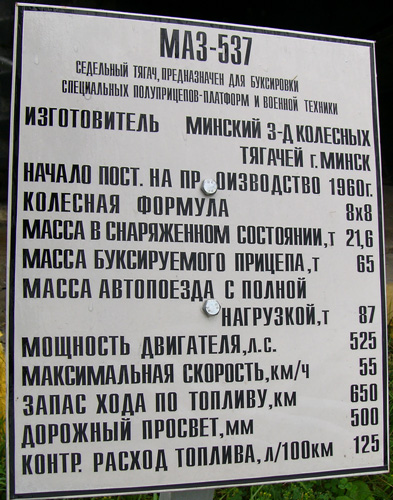 МАЗ-537
СЕДЕЛЬНЫЙ ТЯГАЧ, ПРЕДНАЗНАЧЕН ДЛЯ БУКСИРОВКИ
СПЕЦИАЛЬНЫХ ПОЛУПРИЦЕПОВ-ПЛАТФОРМ И ВОЕННОЙ ТЕХНИКИ
ИЗГОТОВИТЕЛЬ МИНСКИЙ З-Д КОЛЕСНЫХ
ТЯГАЧЕЙ г. МИНСК
НАЧАЛО ПОСТ. НА ПРОИЗВОДСТВО 1960г.
КОЛЕСНАЯ ФОРМУЛА 8х8
МАССА В СНАРЯЖЕННОМ СОСТОЯНИИ, т 21,6
МАССА БУКСИРУЕМОГО ПРИЦЕПА, т 65
МАССА АВТОПОЕЗДА С ПОЛНОЙ
НАГРУЗКОЙ, т 87
МОЩНОСТЬ ДВИГАТЕЛЯ, л.с. 525
МАКСИМАЛЬНАЯ СКОРОСТЬ, км/ч 55
ЗАПАС ХОДА ПО ТОПЛИВУ, км 650
ДОРОЖНЫЙ ПРОСВЕТ, мм 500
КОНТР. РАСХОД ТОПЛИВА, л/100км 125